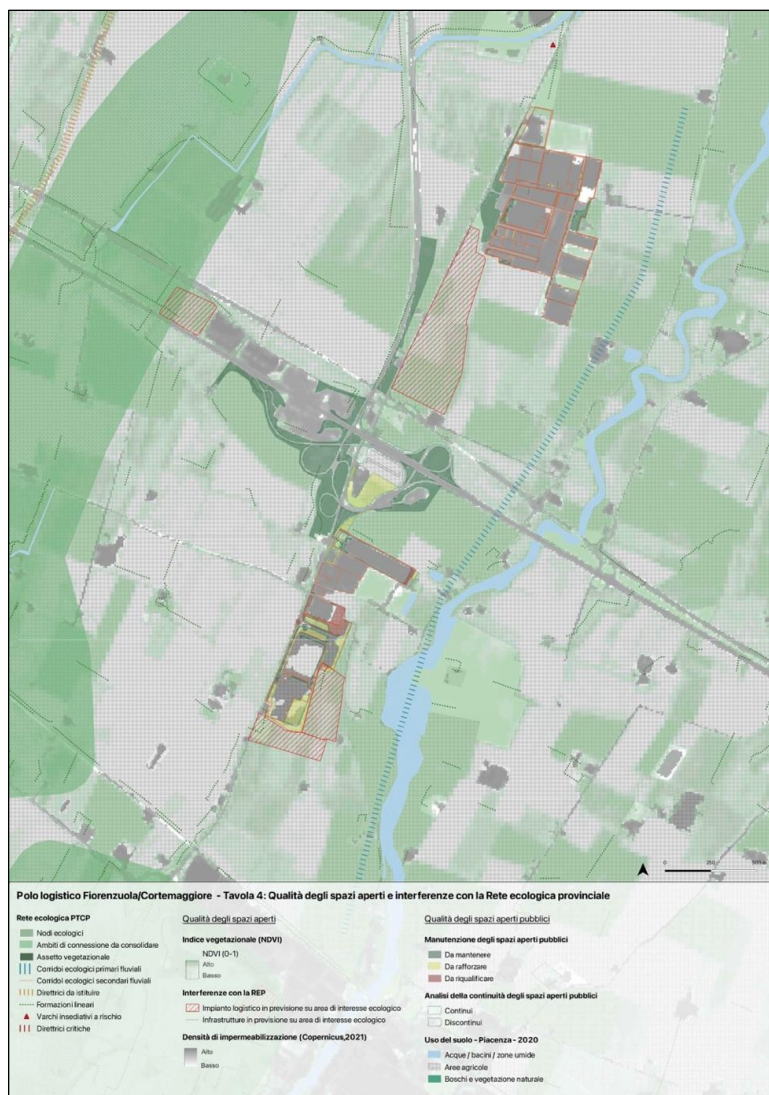 0 250 500 m
Polo logistico Fiorenzuola/Cortemaggiore - Tavola 4: Qualità degli spazi aperti e interferenze con la Rete ecologica provinciale
Rete ecologica PTCP
Nodi ecologici
Ambiti di connessione da consolidare
Assetto vegetazionale
Corridoi ecologici primari fluviali
Corridoi ecologici secondari fluviali
Direttrici da istituire
Formazioni lineari
Varchi insediativi a rischio
Direttrici critiche
Qualità degli spazi aperti
Indice vegetazionale (NDVI)
NDVI (0-1)
Alto
Basso
Interferenze con la REP
Impianto logistico in previsione su area di interesse ecologico
Infrastrutture in previsione su area di interesse ecologico
Densità di impermeabilizzazione (Copernicus,2021)
Alto
Basso
Qualità degli spazi aperti pubblici
Manutenzione degli spazi aperti pubblici
Da mantenere
Da rafforzare
Da riqualificare
Analisi della continuità degli spazi aperti pubblici
Continui
Discontinui
Uso del suolo - Piacenza - 2020
Acque / bacini / zone umide
Aree agricole
Boschi e vegetazione naturale